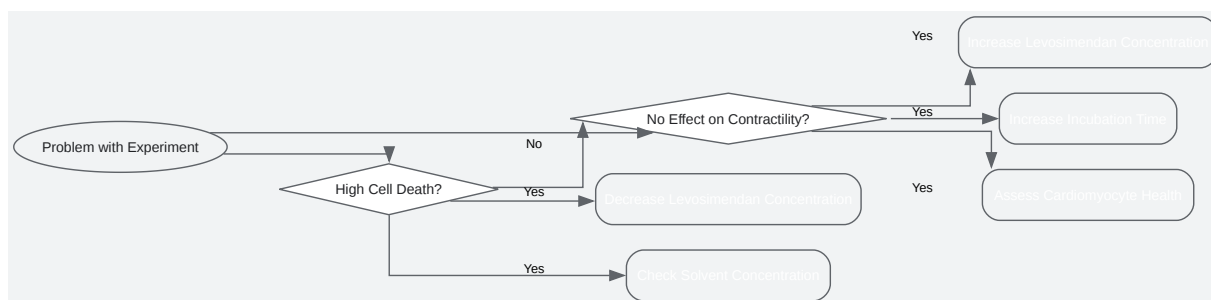 Yes
Increase Levosimendan Concentration
No Effect on Contractility?
Yes
Increase Incubation Time
Problem with Experiment
No
High Cell Death?
Yes
Decrease Levosimendan Concentration
Yes
Assess Cardiomyocyte Health
Yes
Check Solvent Concentration